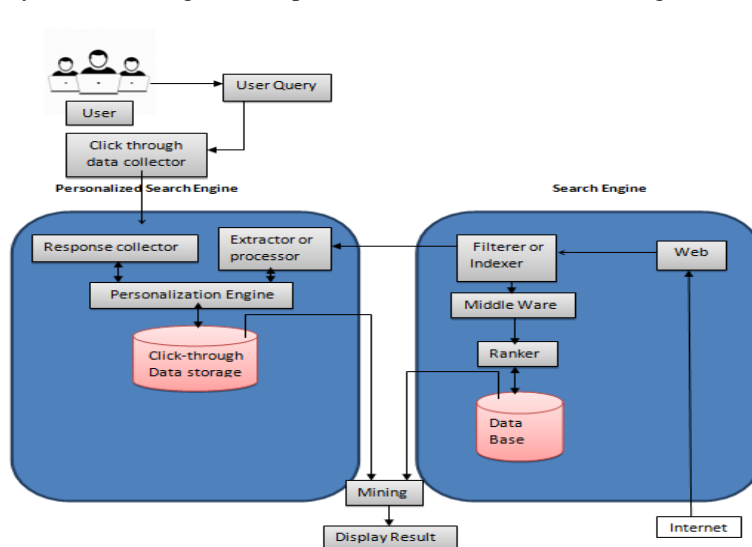 User Query
User
Click through
data collector
Personalized Search Engine
Search Engine
Response collector
Extractor or
processor
Filterer or
Indexer
Web
Personalization Engine
Middle Ware
Click-through
Data storage
Ranker
Data
Base
Mining
Internet
Display Result